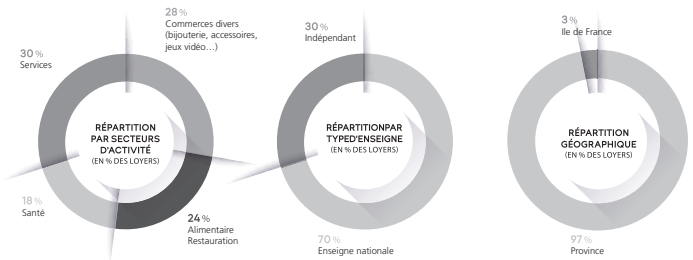 28 %
Commerces divers
(bijouterie, accessoires,
jeux vidéo…)
30 %
Services
RÉPARTITION
PAR SECTEURS
D'ACTIVITÉ
(EN % DES LOYERS)
18 %
Santé
24 %
Alimentaire
Restauration
30 %
Indépendant
RÉPARTITIONPAR
TYPED'ENSEIGNE
(EN % DES LOYERS)
70 %
Enseigne nationale
3 %
Ile de France
RÉPARTITION
GÉOGRAPHIQUE
(EN % DES LOYERS)
97 %
Province